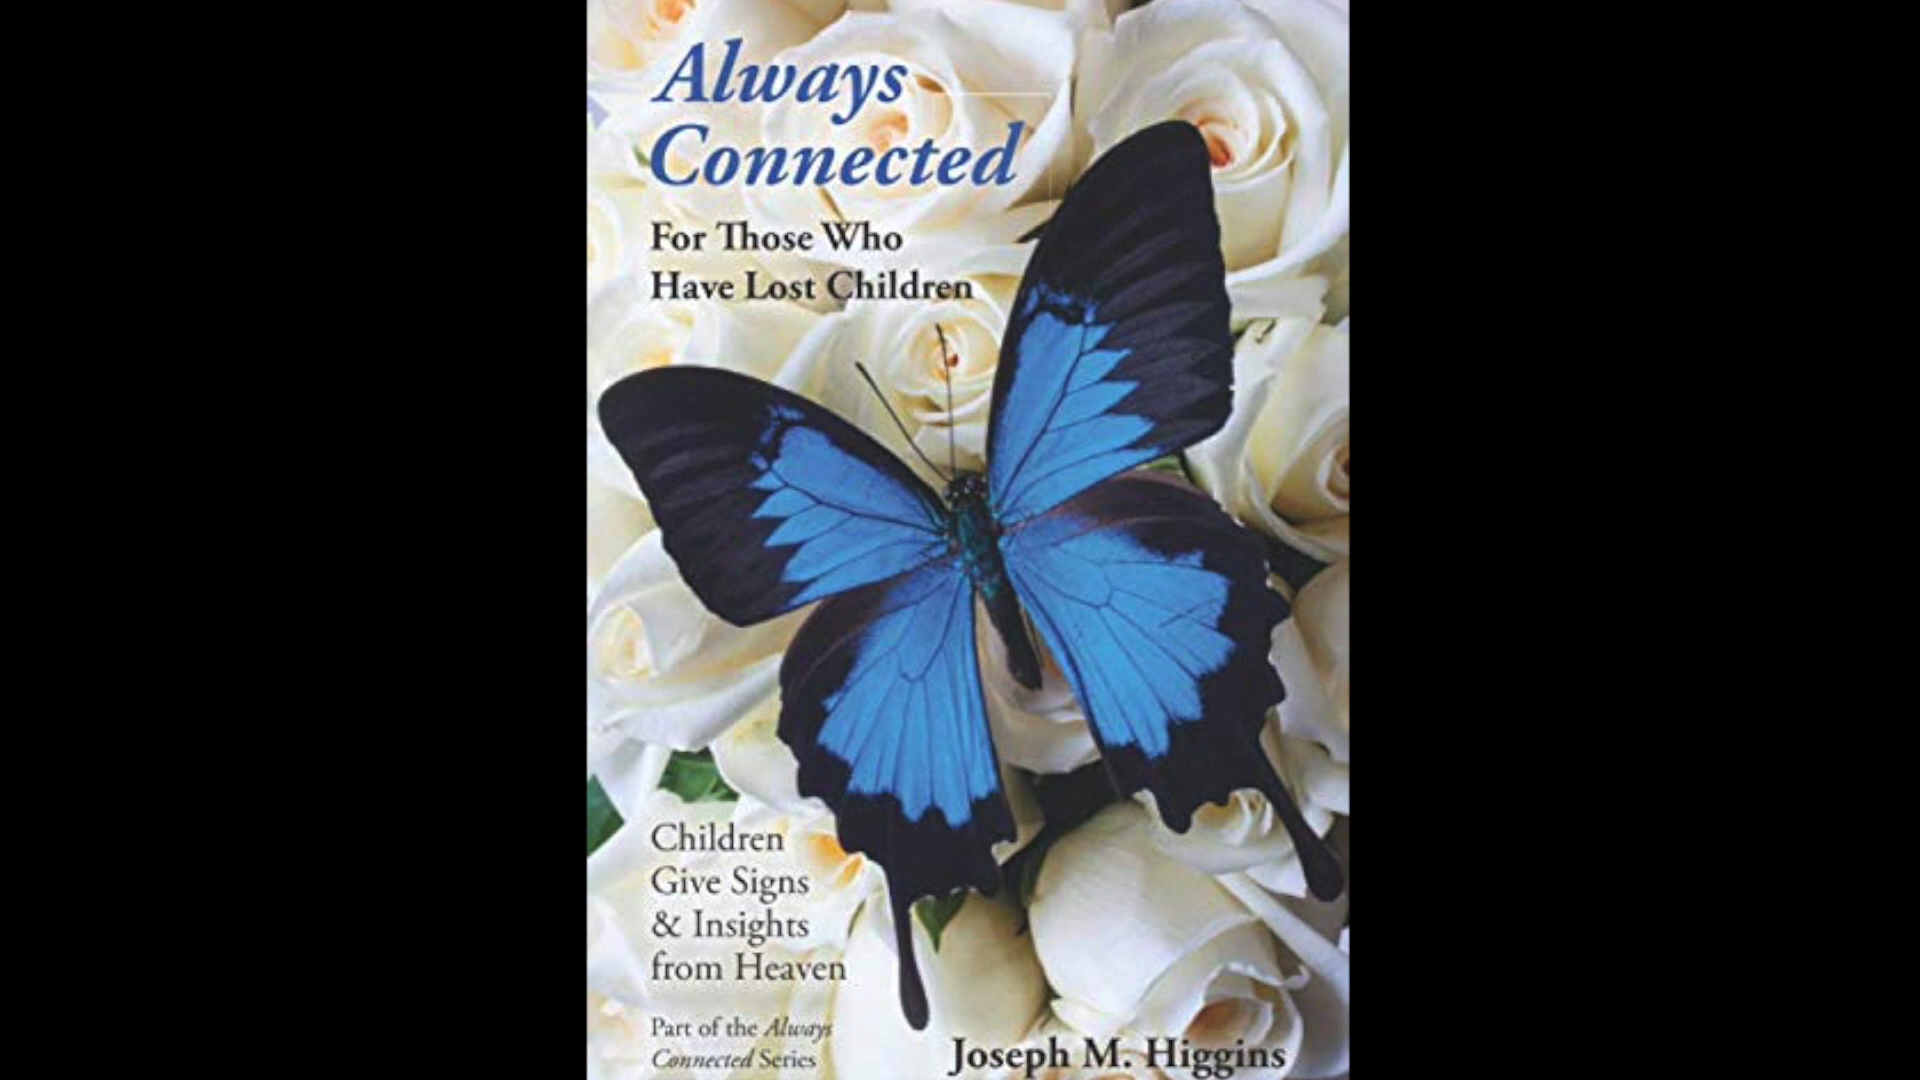 Always
Connected
For Those Who
Have Lost Children
Children
Give Signs
& Insights
from Heaven
Part of the Always
Connected Series
Joseph M. Higgins